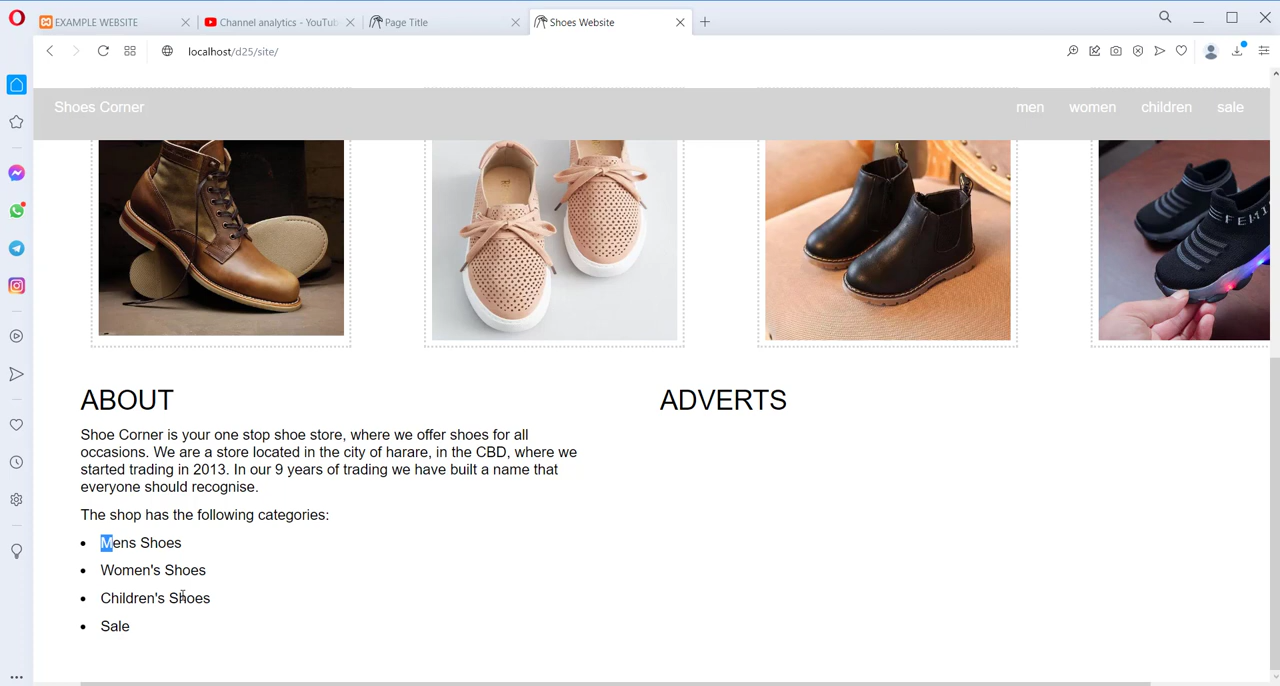 EXAMPLE WEBSITE
Channel analytics - YouTu
Page Title
Shoes Website
localhost/d25/site/
Shoes Corner
men women children sale
FEMI
ABOUT
Shoe Corner is your one stop shoe store, where we offer shoes for all
occasions. We are a store located in the city of harare, in the CBD, where we
started trading in 2013. In our 9 years of trading we have built a name that
everyone should recognise.
The shop has the following categories:
Mens Shoes
Women's Shoes
Children's Shoes
Sale
ADVERTS